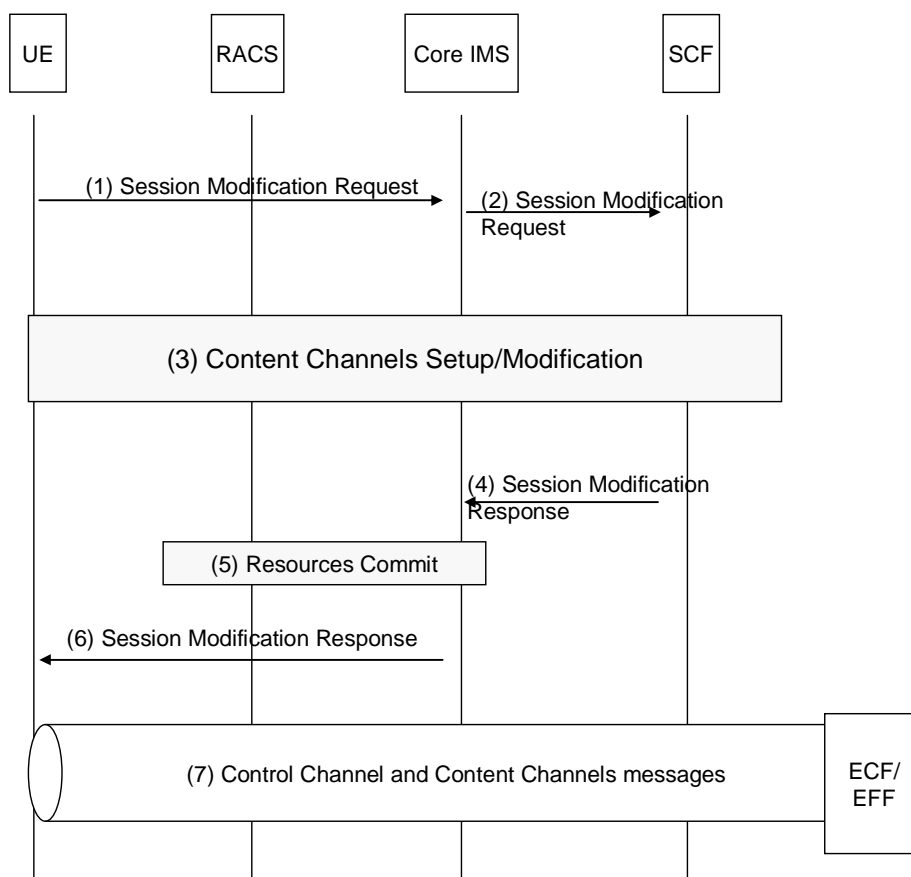 UE
RACS
Core IMS
SCF
(1) Session Modification Request
(2) Session Modification
Request
(3) Content Channels Setup/Modification
(4) Session Modification
Response
(5) Resources Commit
(6) Session Modification Response
(7) Control Channel and Content Channels messages
ECF/
EFF